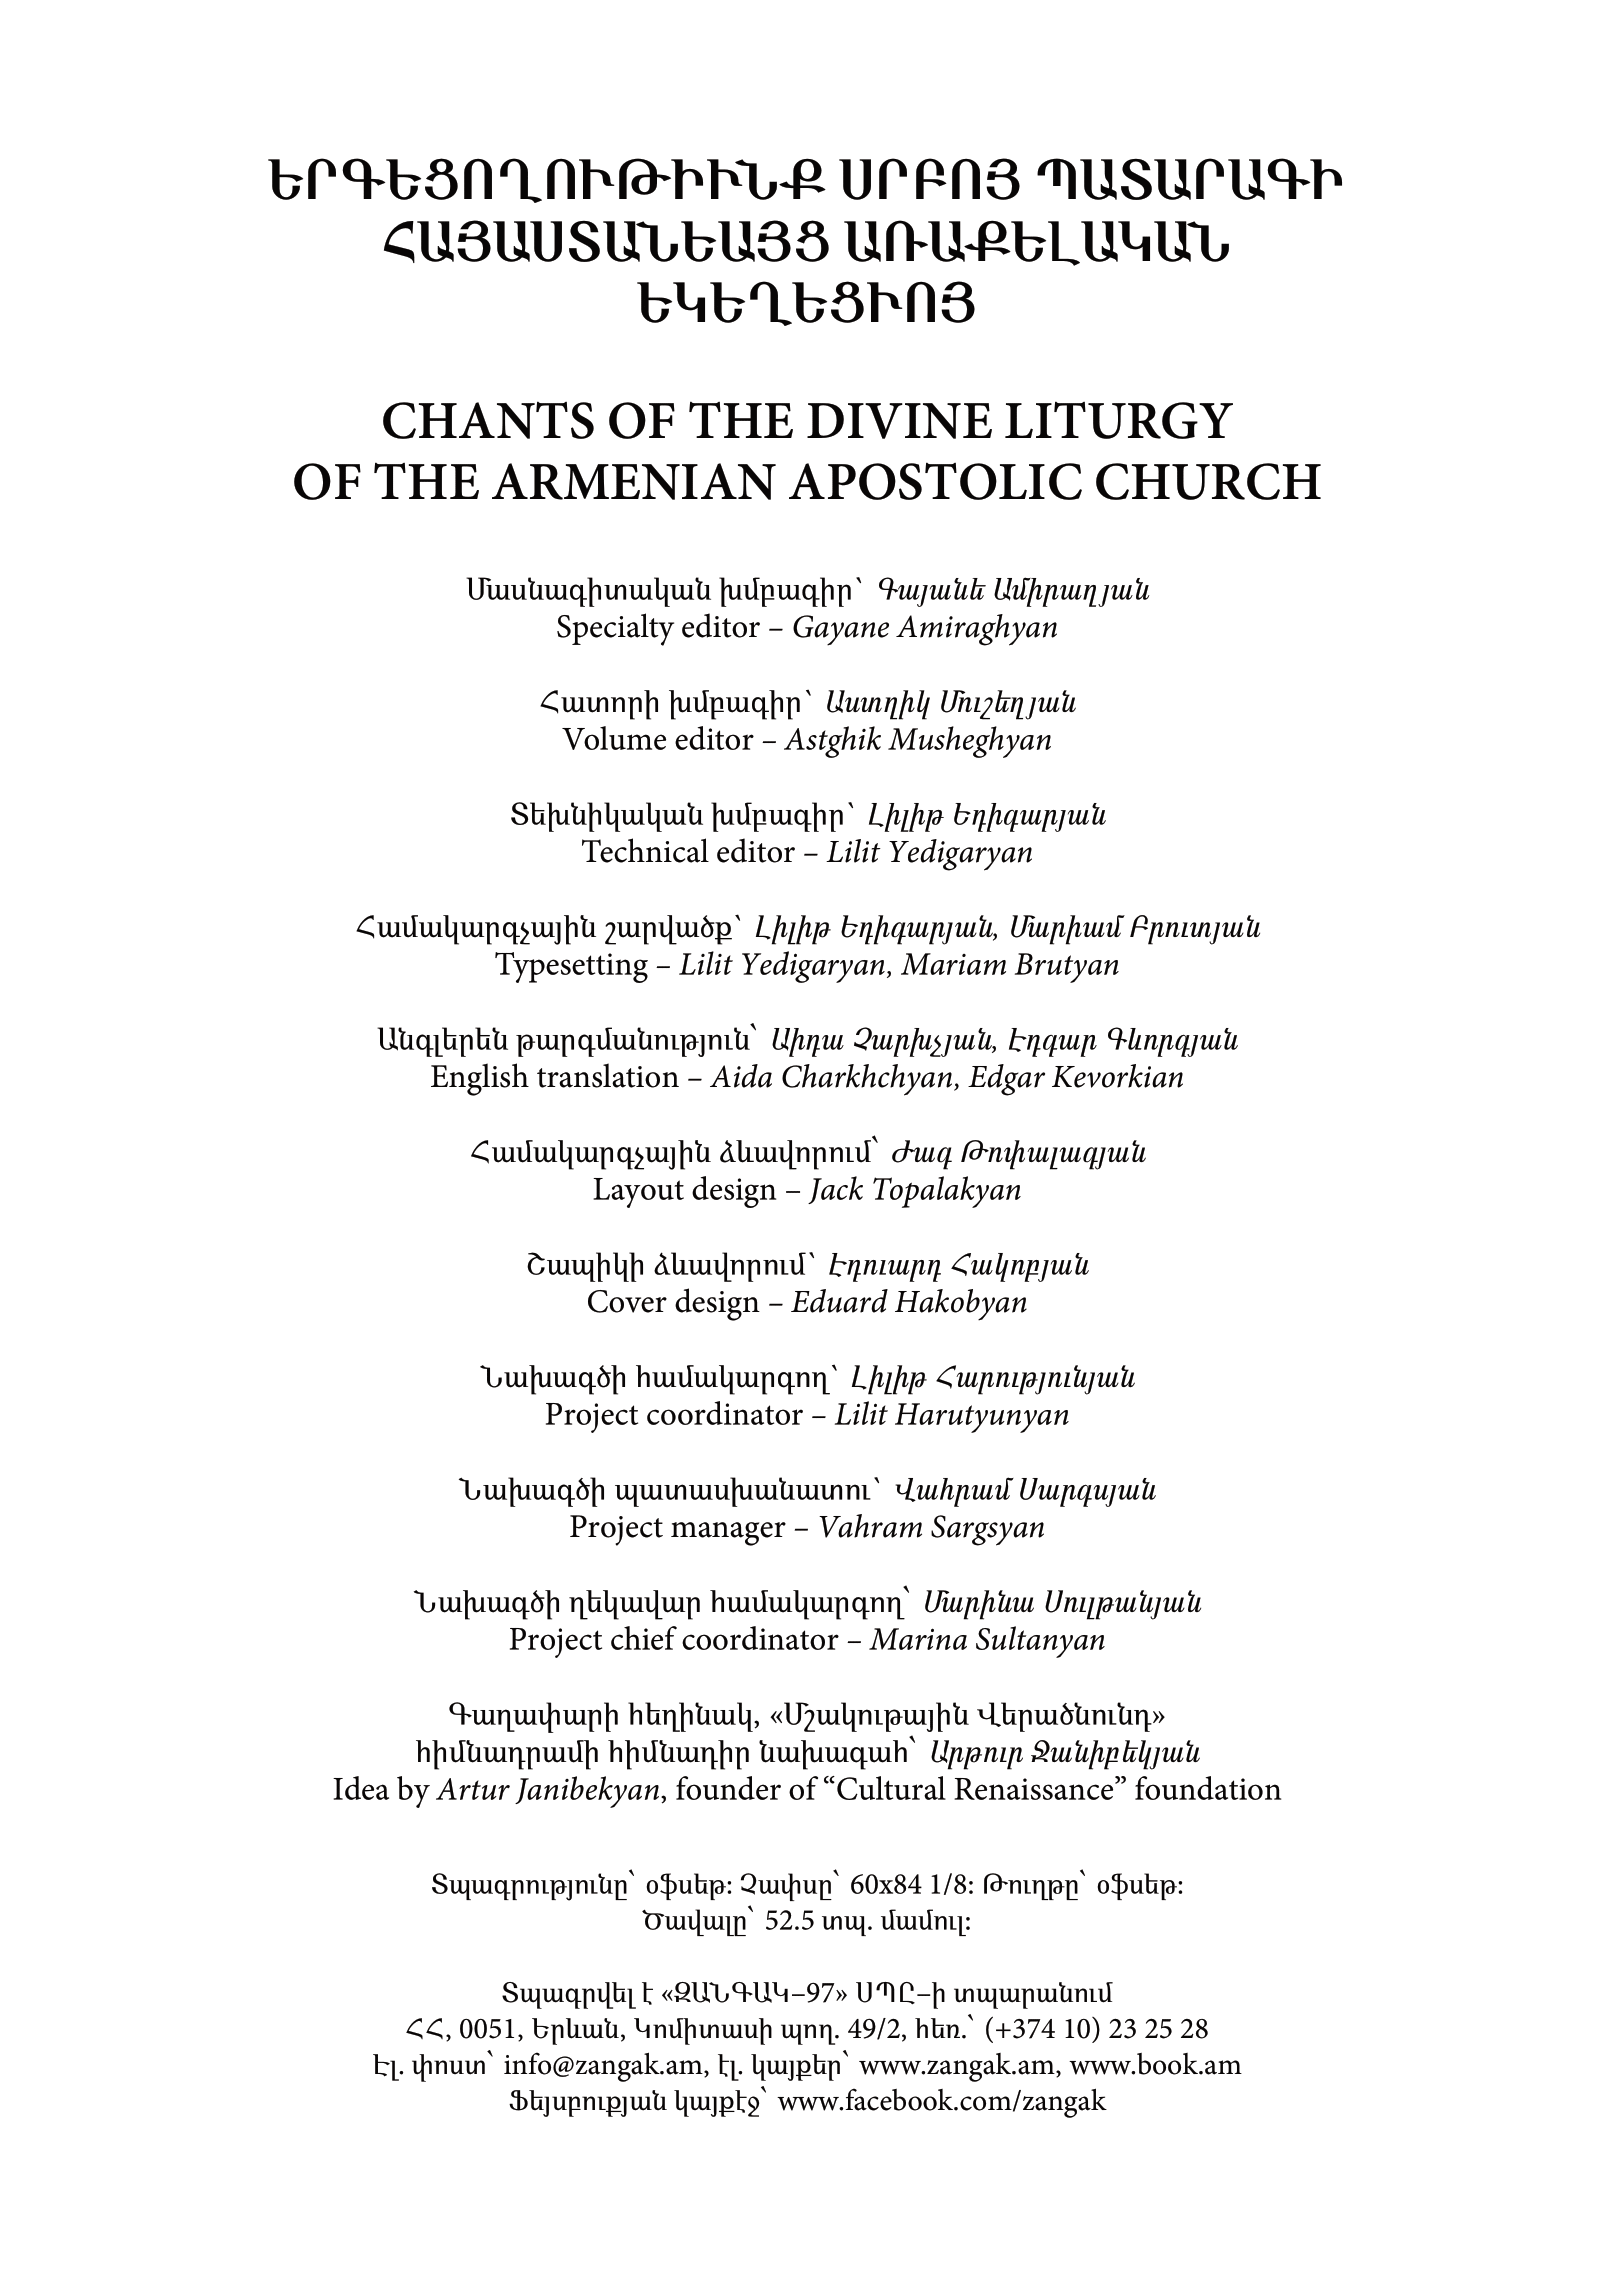 ԵՐԳԵՑՈՂՈՒԹԻՒՆՔ ՍՐԲՈՅ ՊԱՏԱՐԱԳԻ
ՀԱՅԱՍՏԱՆԵԱՅՑ ԱՌԱՔԵԼԱԿԱՆ
ԵԿԵՂԵՑՒՈՅ
CHANTS OF THE DIVINE LITURGY
OF THE ARMENIAN APOSTOLIC CHURCH
Մասնագիտական խմբագիր՝ Գայանե Ամիրաղյան
Specialty editor – Gayane Amiraghyan
Հատորի խմբագիր՝ Աստղիկ Մուշեղյան
Volume editor – Astghik Musheghyan
Տեխնիկական խմբագիր՝ Լիլիթ Եդիգարյան
Technical editor – Lilit Yedigaryan
Համակարգչային շարվածք՝ Լիլիթ Եդիգարյան, Մարիամ Բրուտյան
Typesetting – Lilit Yedigaryan, Mariam Brutyan
Անգլերեն թարգմանություն՝ Աիդա Չարխչյան, Էդգար Գևորգյան
English translation – Aida Charkhchyan, Edgar Kevorkian
Համակարգչային ձևավորում՝ Ժագ Թոփալագյան
Layout design – Jack Topalakyan
Շապիկի ձևավորում՝ Էդուարդ Հակոբյան
Cover design – Eduard Hakobyan
Նախագծի համակարգող՝ Լիլիթ Հարությունյան
Project coordinator – Lilit Harutyunyan
Նախագծի պատասխանատու՝ Վահրամ Սարգսյան
Project manager – Vahram Sargsyan
Նախագծի ղեկավար համակարգող՝ Մարինա Սուլթանյան
Project chief coordinator – Marina Sultanyan
Գաղափարի հեղինակ, «Մշակութային Վերածնունդ»
հիմնադրամի հիմնադիր նախագահ՝ Արթուր Ջանիբեկյան
Idea by Artur Janibekyan, founder of “Cultural Renaissance” foundation
Տպագրությունը՝ օֆսեթ: Չափսը՝ 60x84 1/8: Թուղթը՝ օֆսեթ:
Ծավալը՝ 52.5 տպ. մամուլ:
Տպագրվել է «ԶԱՆԳԱԿ–97» ՍՊԸ–ի տպարանում
ՀՀ, 0051, Երևան, Կոմիտասի պող. 49/2, հեռ.՝ (+374 10) 23 25 28
Էլ. փոստ՝ info@zangak.am, էլ. կայքեր՝ www.zangak.am, www.book.am
Ֆեյսբուքյան կայքէջ՝ www.facebook.com/zangak